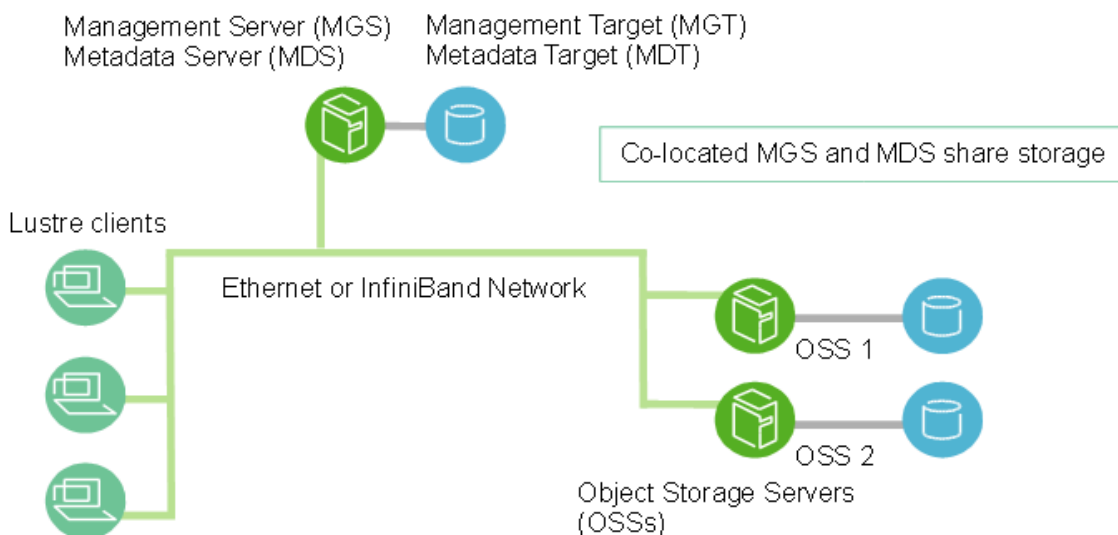 Management Server (MGS)
Metadata Server (MDS)
Management Target (MGT)
Metadata Target (MDT)
Co-located MGS and MDS share storage
Lustre clients
Ethernet or InfiniBand Network
OSS 1
OSS 2
Object Storage Servers
(OSSs)